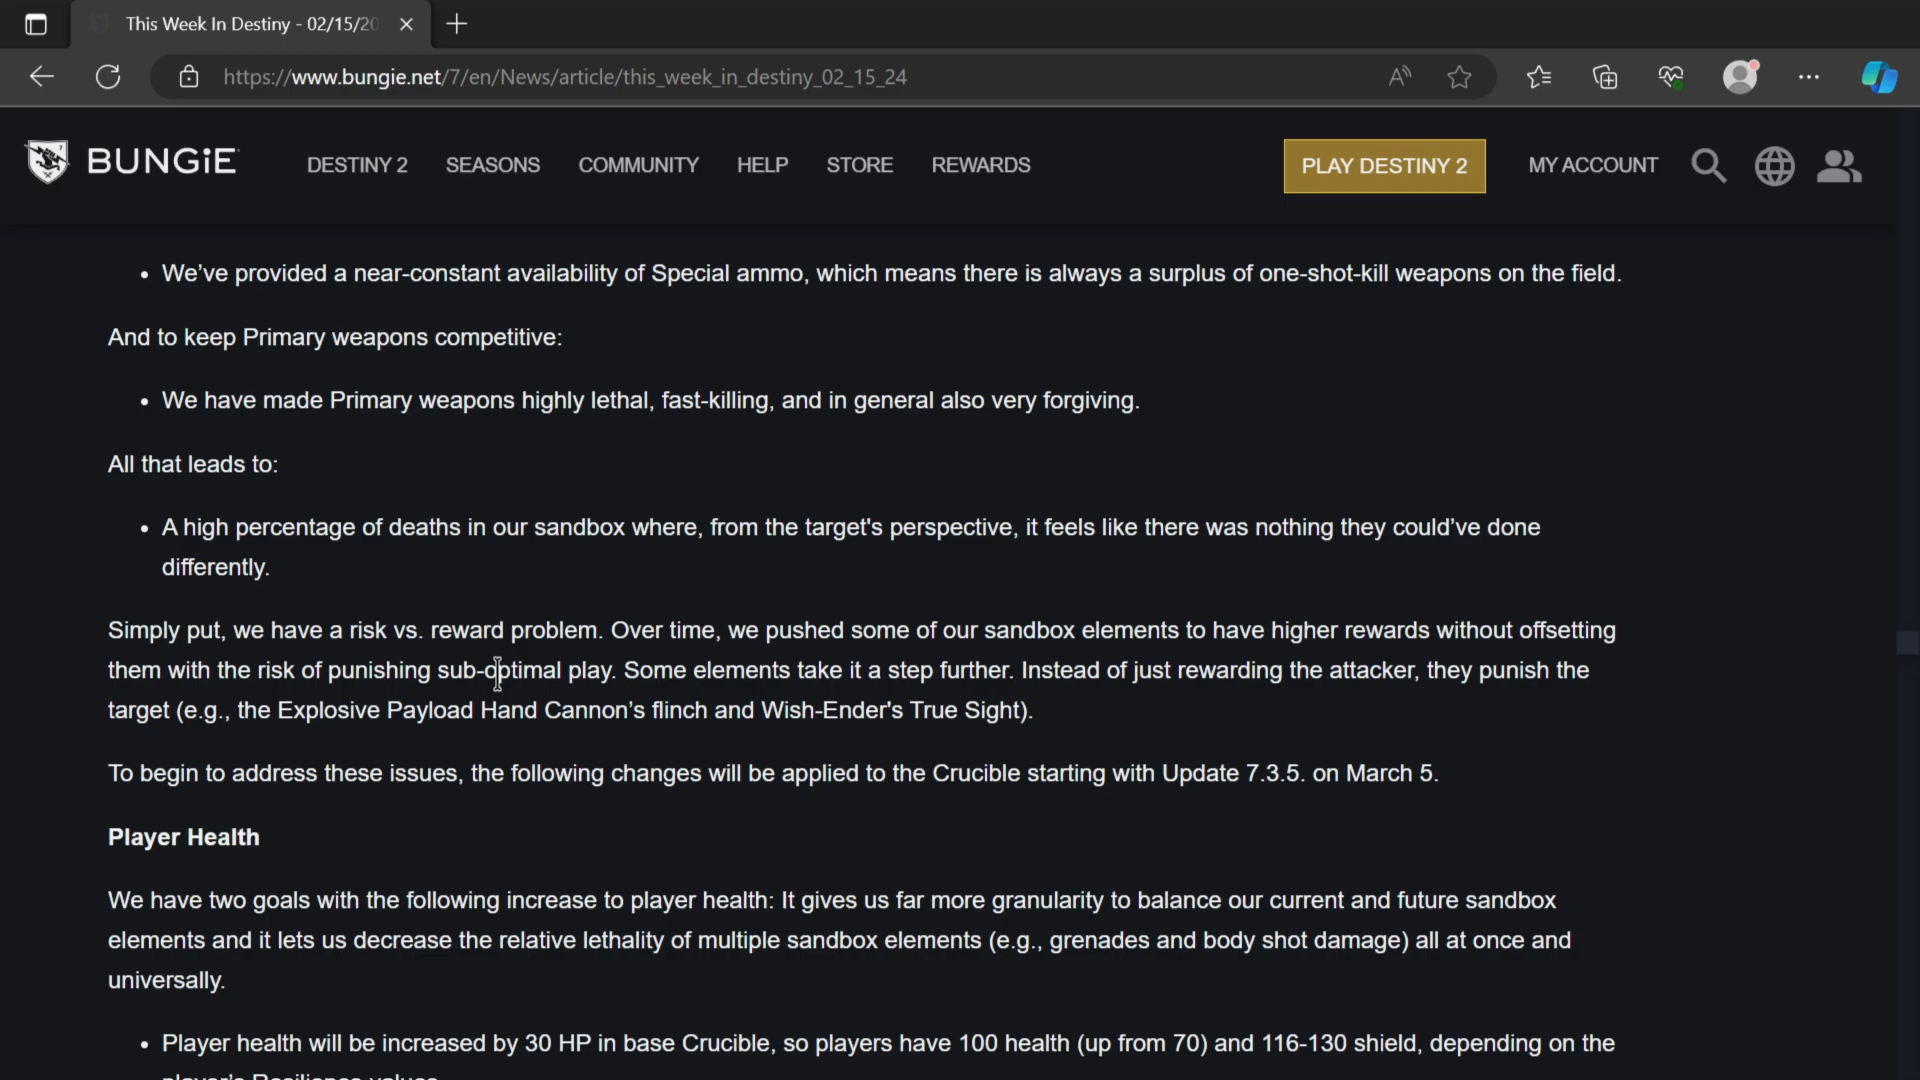 This Week In Destiny - 02/15/20
https://www.bungie.net/7/en/News/article/this_week_in_destiny_02_15_24
BUNGiE
DESTINY 2 SEASONS COMMUNITY HELP STORE REWARDS PLAY DESTINY 2 MY ACCOUNT
• We’ve provided a near-constant availability of Special ammo, which means there is always a surplus of one-shot-kill weapons on the field.
And to keep Primary weapons competitive:
• We have made Primary weapons highly lethal, fast-killing, and in general also very forgiving.
All that leads to:
• A high percentage of deaths in our sandbox where, from the target's perspective, it feels like there was nothing they could’ve done
differently.
Simply put, we have a risk vs. reward problem. Over time, we pushed some of our sandbox elements to have higher rewards without offsetting
them with the risk of punishing sub-optimal play. Some elements take it a step further. Instead of just rewarding the attacker, they punish the
target (e.g., the Explosive Payload Hand Cannon’s flinch and Wish-Ender's True Sight).
To begin to address these issues, the following changes will be applied to the Crucible starting with Update 7.3.5. on March 5.
Player Health
We have two goals with the following increase to player health: It gives us far more granularity to balance our current and future sandbox
elements and it lets us decrease the relative lethality of multiple sandbox elements (e.g., grenades and body shot damage) all at once and
universally.
• Player health will be increased by 30 HP in base Crucible, so players have 100 health (up from 70) and 116-130 shield, depending on the
player's Resilience values.